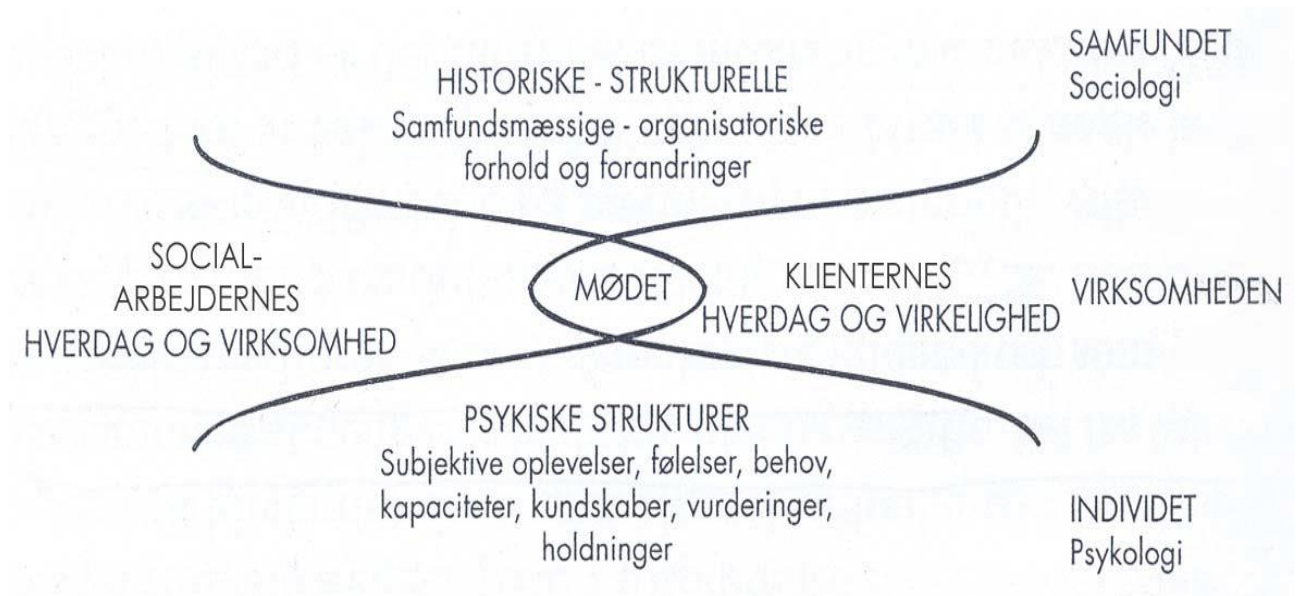 SAMFUNDET
Sociologi
HISTORISKE - STRUKTURELLE
Samfundsmæssige - organisatoriske
forhold og forandringer
SOCIAL-
ARBEJDERNES
HVERDAG OG VIRKSOMHED
MØDET
KLIENTERNES
HVERDAG OG VIRKELIGHED
VIRKSOMHEDEN
PSYKISKE STRUKTURER
Subjektive oplevelser, følelser, behov,
kapaciteter, kundskaber, vurderinger,
holdninger
INDIVIDET
Psykologi